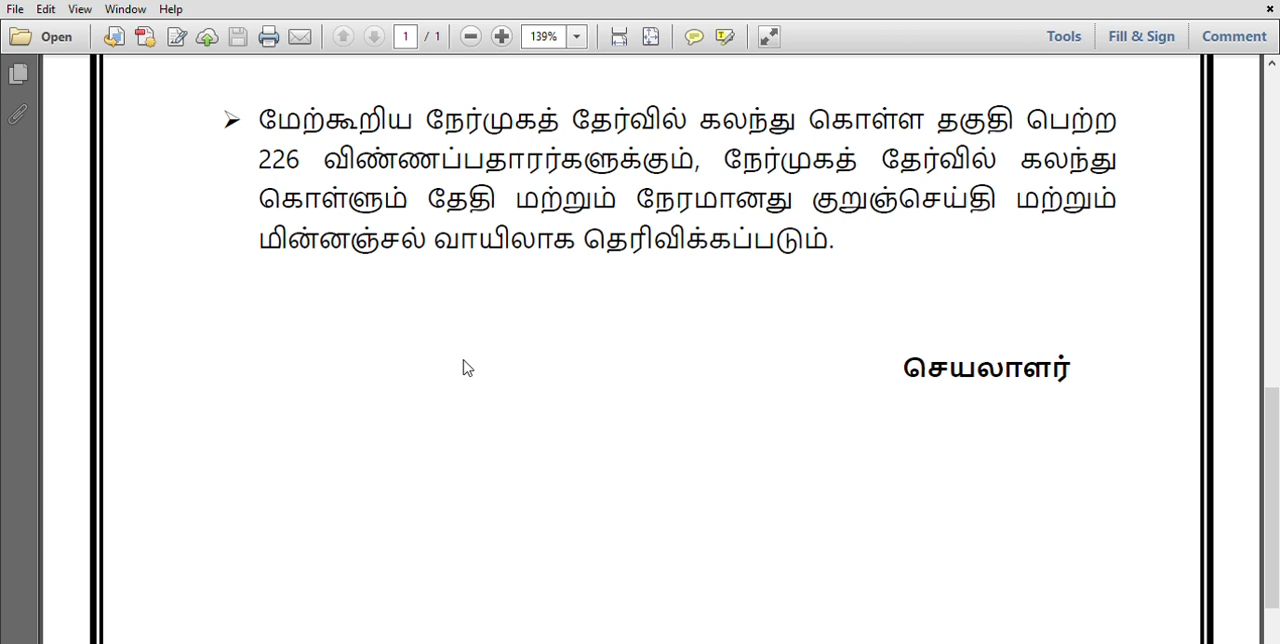 File Edit View Window Help
Open 1 / 1 139% Tools Fill & Sign Comment
மேற்கூறிய நேர்முகத் தேர்வில் கலந்து கொள்ள தகுதி பெற்ற
226 விண்ணப்பதாரர்களுக்கும், நேர்முகத் தேர்வில் கலந்து
கொள்ளும் தேதி மற்றும் நேரமானது குறுஞ்செய்தி மற்றும்
மின்னஞ்சல் வாயிலாக தெரிவிக்கப்படும்.
செயலாளர்